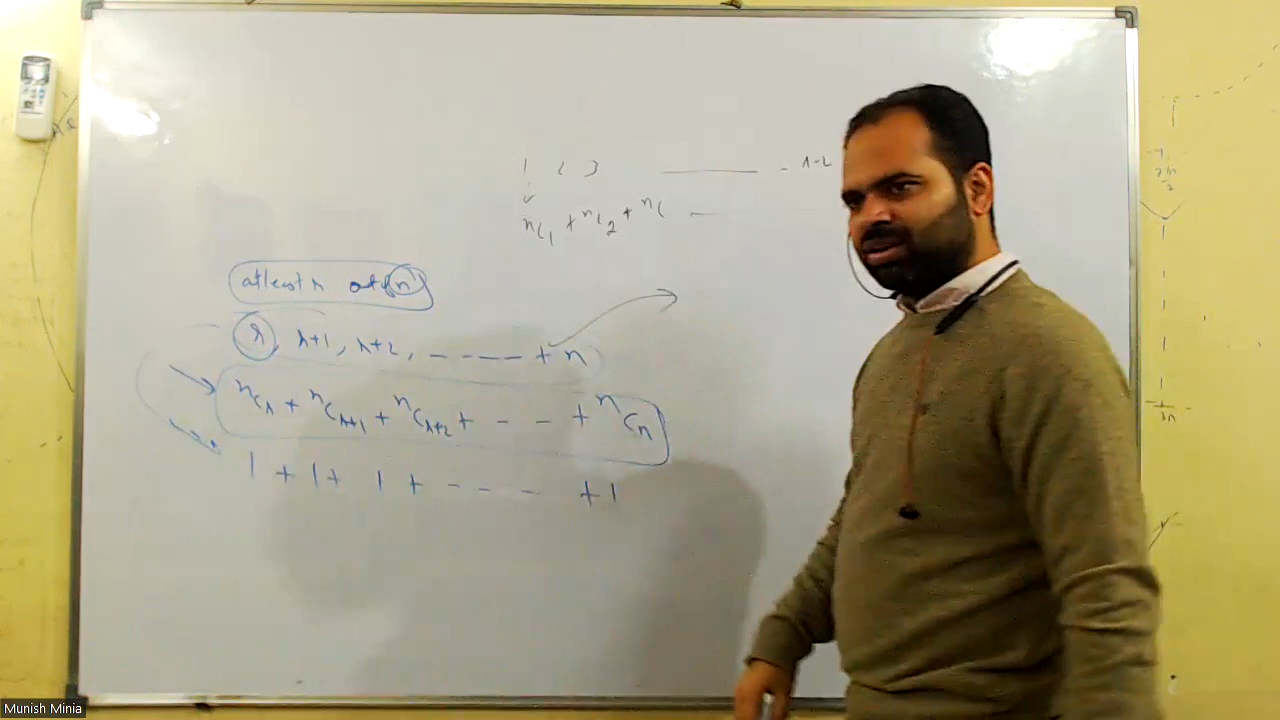 1 2 3 ——— - r-2
nC1 + nC2 + nC ———
atleast r out of n
r, r+1, r+2, - - - - - + n
nCr + nCr+1 + nCr+2 + - - - + nCn
1 + 1 + 1 + - - - - + 1
Munish Minia